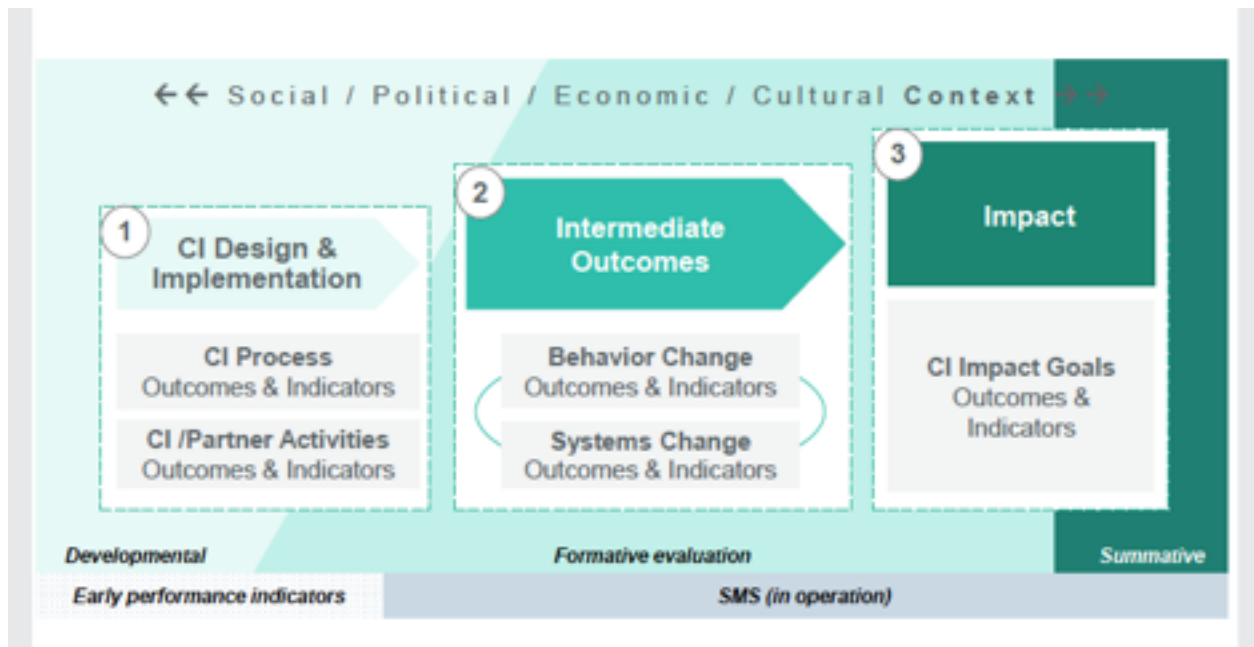 ←← Social / Political / Economic / Cultural Context →→
1
CI Design &
Implementation
CI Process
Outcomes & Indicators
CI /Partner Activities
Outcomes & Indicators
2
Intermediate
Outcomes
Behavior Change
Outcomes & Indicators
Systems Change
Outcomes & Indicators
3
Impact
CI Impact Goals
Outcomes &
Indicators
Developmental
Formative evaluation
Summative
Early performance indicators
SMS (in operation)